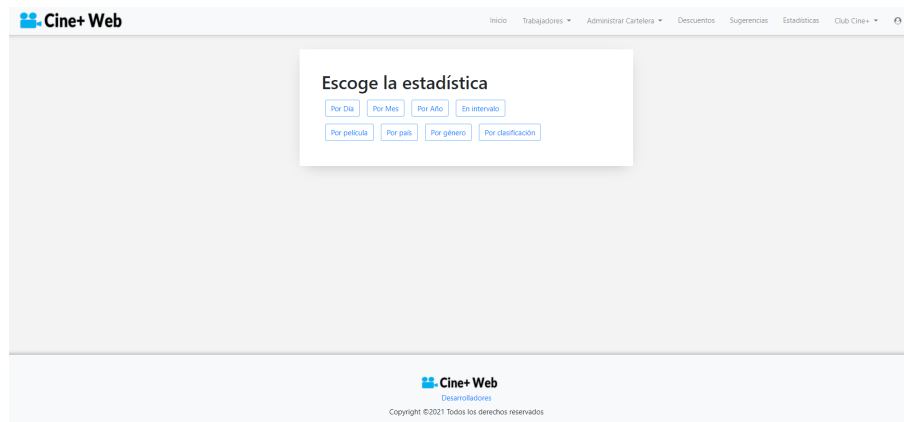 Cine+ Web
Inicio Trabajadores Administrar Cartelera Descuentos Sugerencias Estadísticas Club Cine+
Escoge la estadística
Por Día Por Mes Por Año En intervalo
Por película Por país Por género Por clasificación
Cine+ Web
Desarrolladores
Copyright ©2021 Todos los derechos reservados